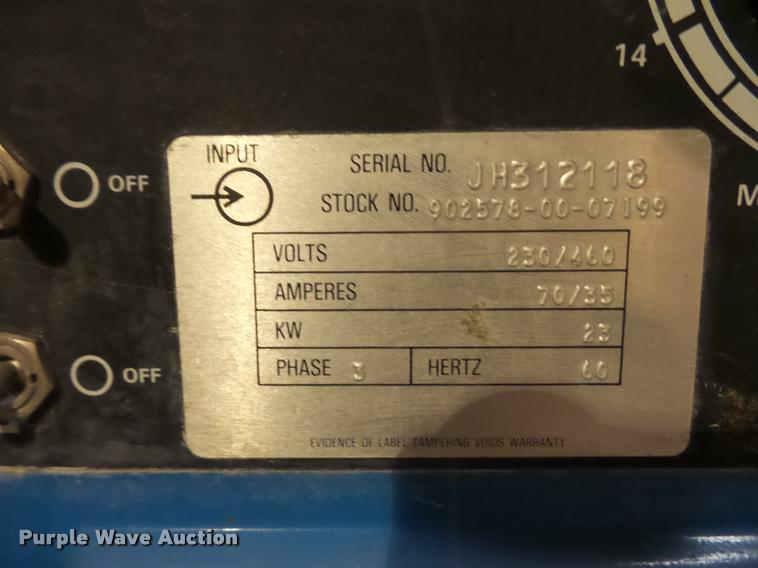 14
INPUT
SERIAL NO. JH312118
STOCK NO. 902578-00-07199
OFF
M
VOLTS 230/460
AMPERES 70/35
KW 23
PHASE 3 HERTZ 60
OFF
EVIDENCE OF LABEL TAMPERING VOIDS WARRANTY
Purple Wave Auction